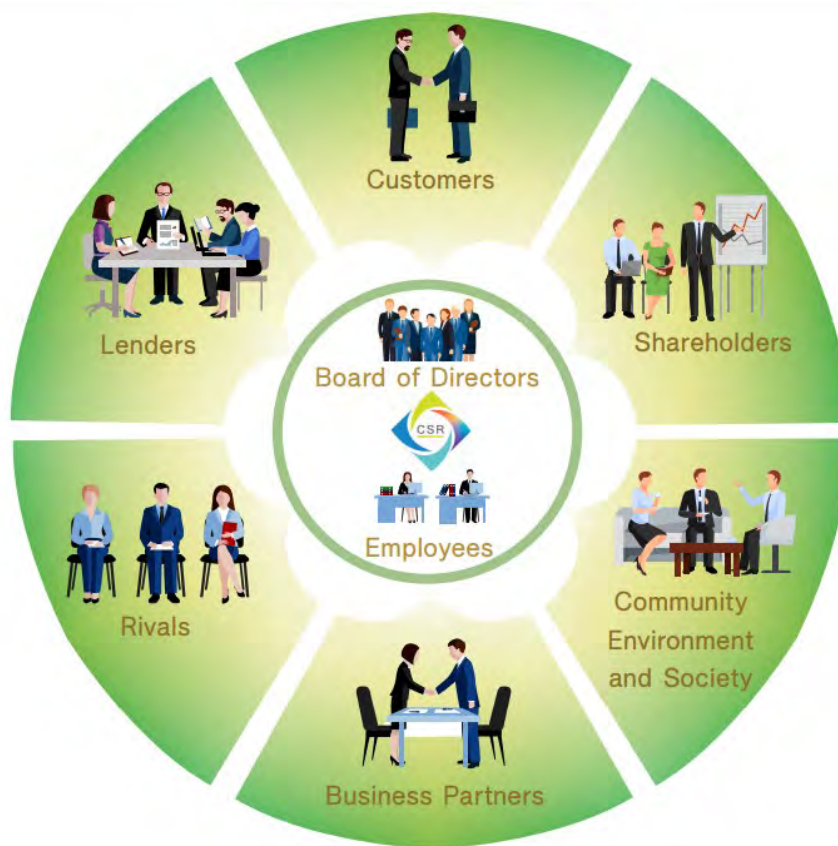 Customers
Lenders
Shareholders
Board of Directors
CSR
Employees
Rivals
Community
Environment
and Society
Business Partners